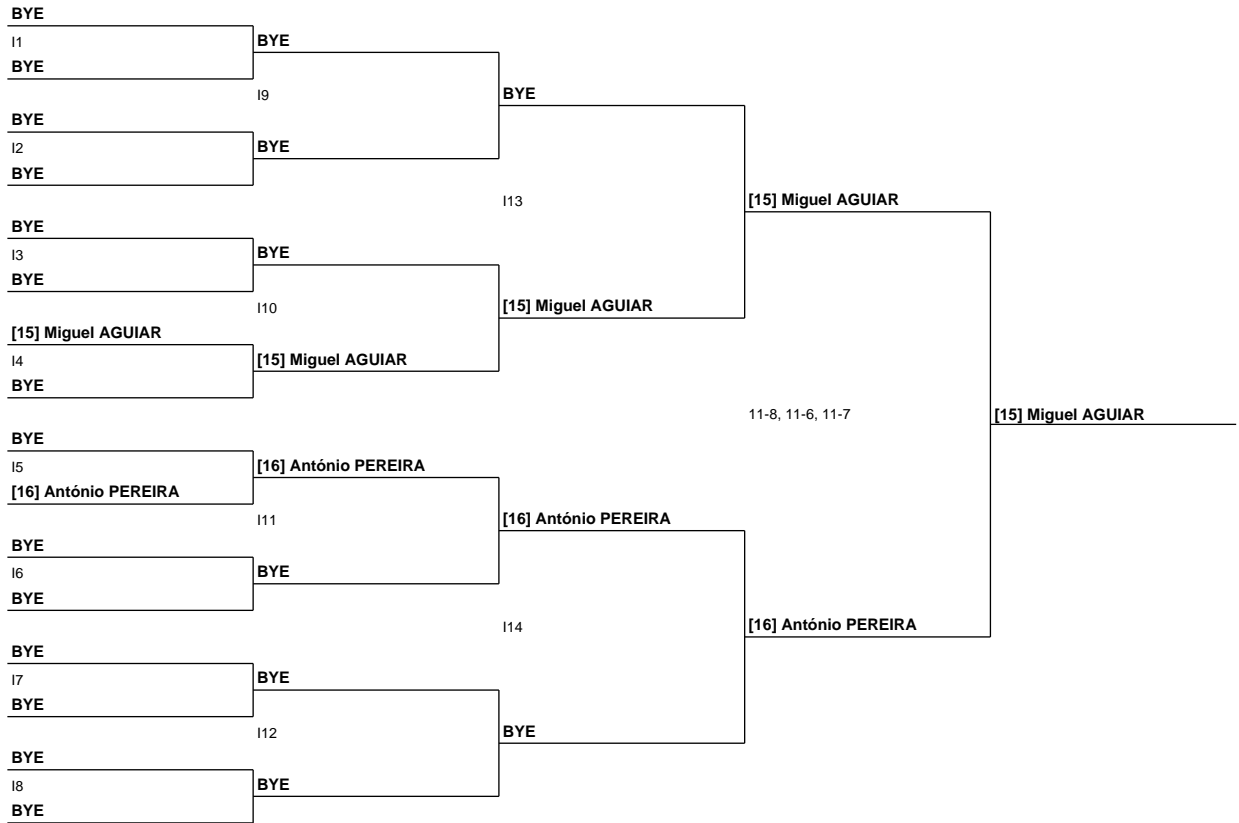 BYE
I1
BYE
BYE
I9
BYE
BYE
I2
BYE
BYE
I13
[15] Miguel AGUIAR
BYE
I3
BYE
BYE
I10
[15] Miguel AGUIAR
[15] Miguel AGUIAR
I4
[15] Miguel AGUIAR
BYE
11-8, 11-6, 11-7
[15] Miguel AGUIAR
BYE
I5
[16] António PEREIRA
[16] António PEREIRA
I11
[16] António PEREIRA
BYE
I6
BYE
BYE
I14
[16] António PEREIRA
BYE
I7
BYE
BYE
I12
BYE
BYE
I8
BYE
BYE